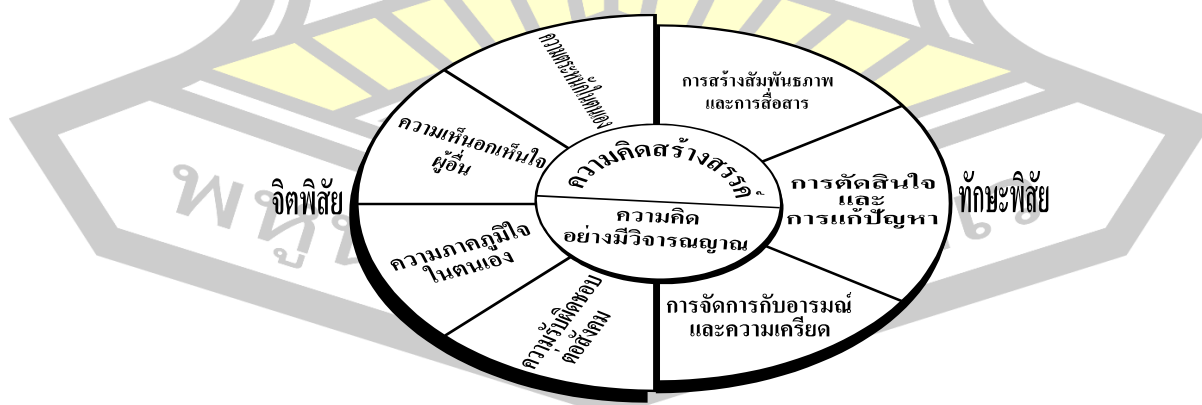 ความตระหนักในตนเอง
การสร้างสัมพันธภาพ
และการสื่อสาร
ความเห็นอกเห็นใจ
ผู้อื่น
ความคิดสร้างสรรค์
จิตพิสัย
การตัดสินใจ
และ
การแก้ปัญหา
ทักษะพิสัย
ความคิด
อย่างมีวิจารณญาณ
ความภาคภูมิใจ
ในตนเอง
ความรับผิดชอบ
ต่อสังคม
การจัดการกับอารมณ์
และความเครียด